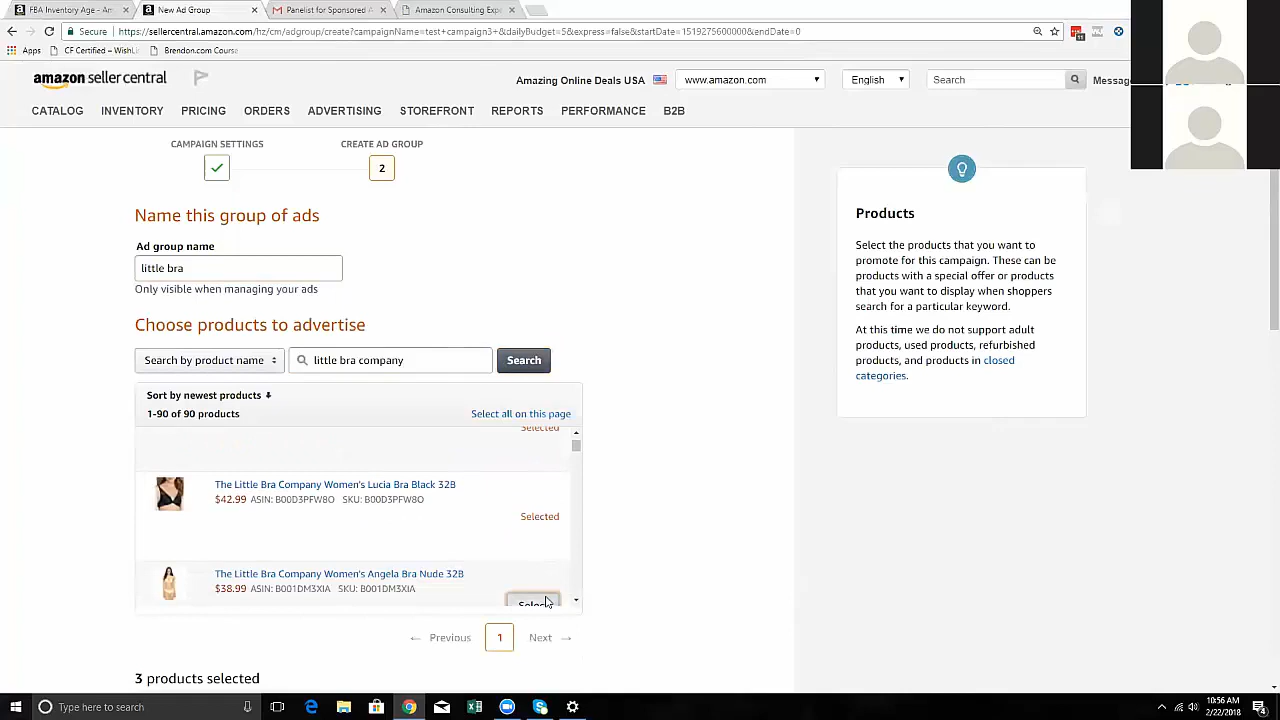 FBA Inventory Age - Am
New Ad Group
Panelist for Sponsored A
Amazon Consulting Expe
Secure
https://sellercentral.amazon.com/hz/cm/adgroup/create?campaignName=test+campaign3+&dailyBudget=5&express=false&startDate=1519275600000&endDate=0
11
Apps
CF Certified – WishLi
Brendon.com Course
amazon seller central
Amazing Online Deals USA
www.amazon.com
English
Search
Messag
CATALOG INVENTORY PRICING ORDERS ADVERTISING STOREFRONT REPORTS PERFORMANCE B2B
CAMPAIGN SETTINGS
CREATE AD GROUP
2
Name this group of ads
Ad group name
little bra
Only visible when managing your ads
Choose products to advertise
Search by product name
little bra company
Search
Sort by newest products
1-90 of 90 products
Select all on this page
Selected
The Little Bra Company Women's Lucia Bra Black 32B
$42.99 ASIN: B00D3PFW8O SKU: B00D3PFW8O
Selected
The Little Bra Company Women's Angela Bra Nude 32B
$38.99 ASIN: B001DM3XIA SKU: B001DM3XIA
Select
← Previous 1 Next →
3 products selected
Products
Select the products that you want to
promote for this campaign. These can be
products with a special offer or products
that you want to display when shoppers
search for a particular keyword.
At this time we do not support adult
products, used products, refurbished
products, and products in closed
categories.
Type here to search
10:56 AM
2/22/2018
4